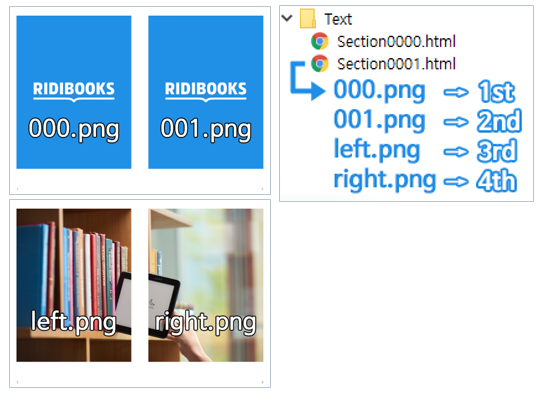 RIDIBOOKS
000.png
RIDIBOOKS
001.png
left.png
right.png
Text
Section0000.html
Section0001.html
000.png ⇨ 1st
001.png ⇨ 2nd
left.png ⇨ 3rd
right.png ⇨ 4th